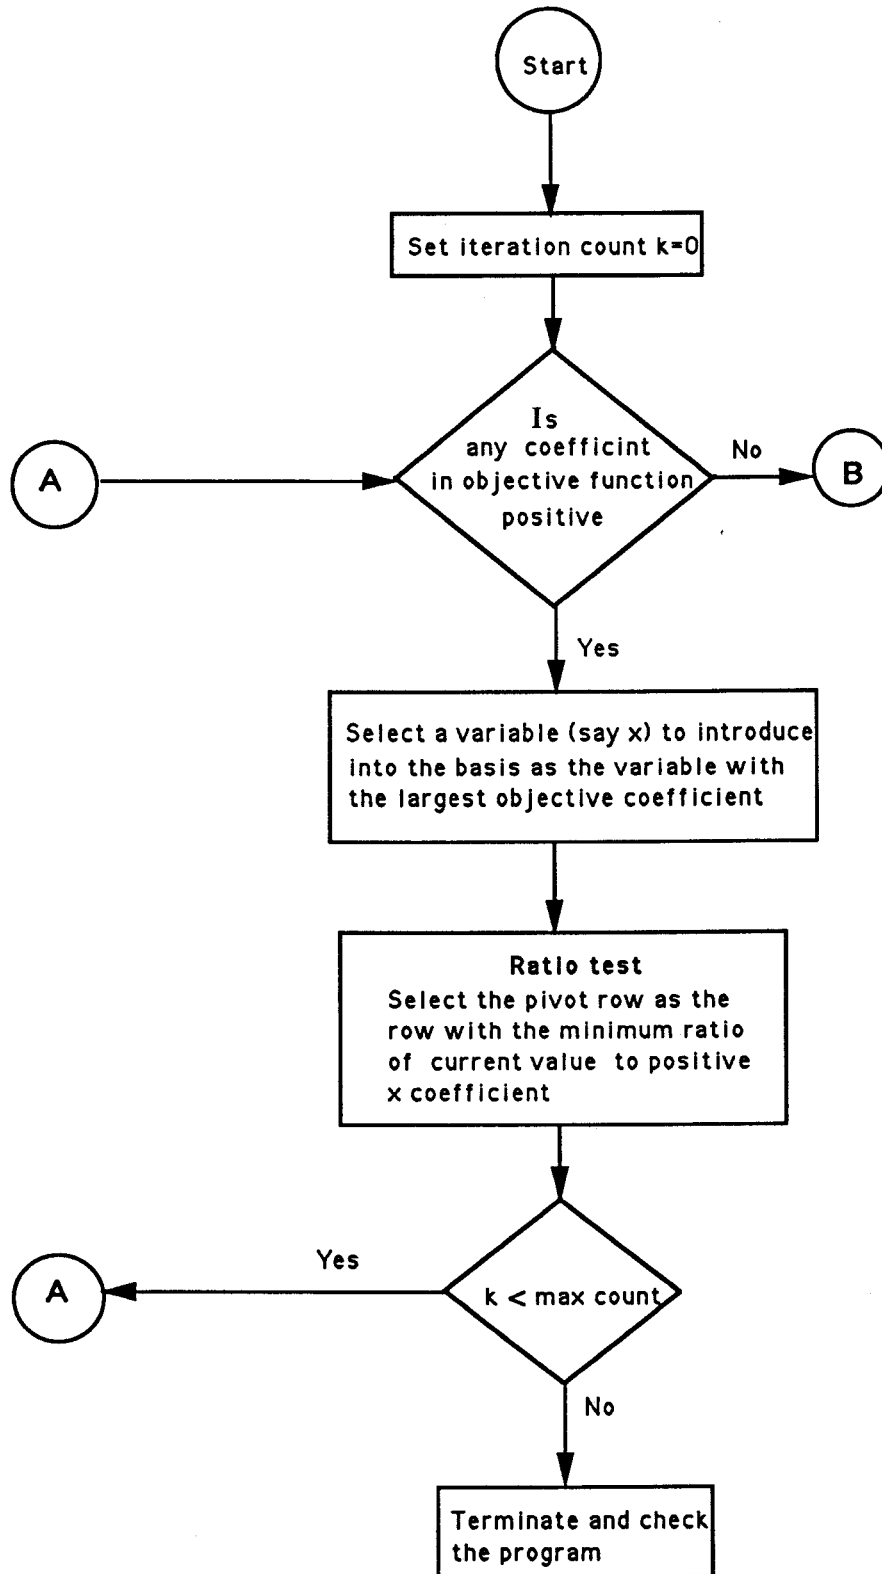 Start
Set iteration count k=0
Is
any coefficint
in objective function
positive
No
A
B
Yes
Select a variable (say x) to introduce
into the basis as the variable with
the largest objective coefficient
Ratio test
Select the pivot row as the
row with the minimum ratio
of current value to positive
x coefficient
Yes
A
k < max count
No
Terminate and check
the program